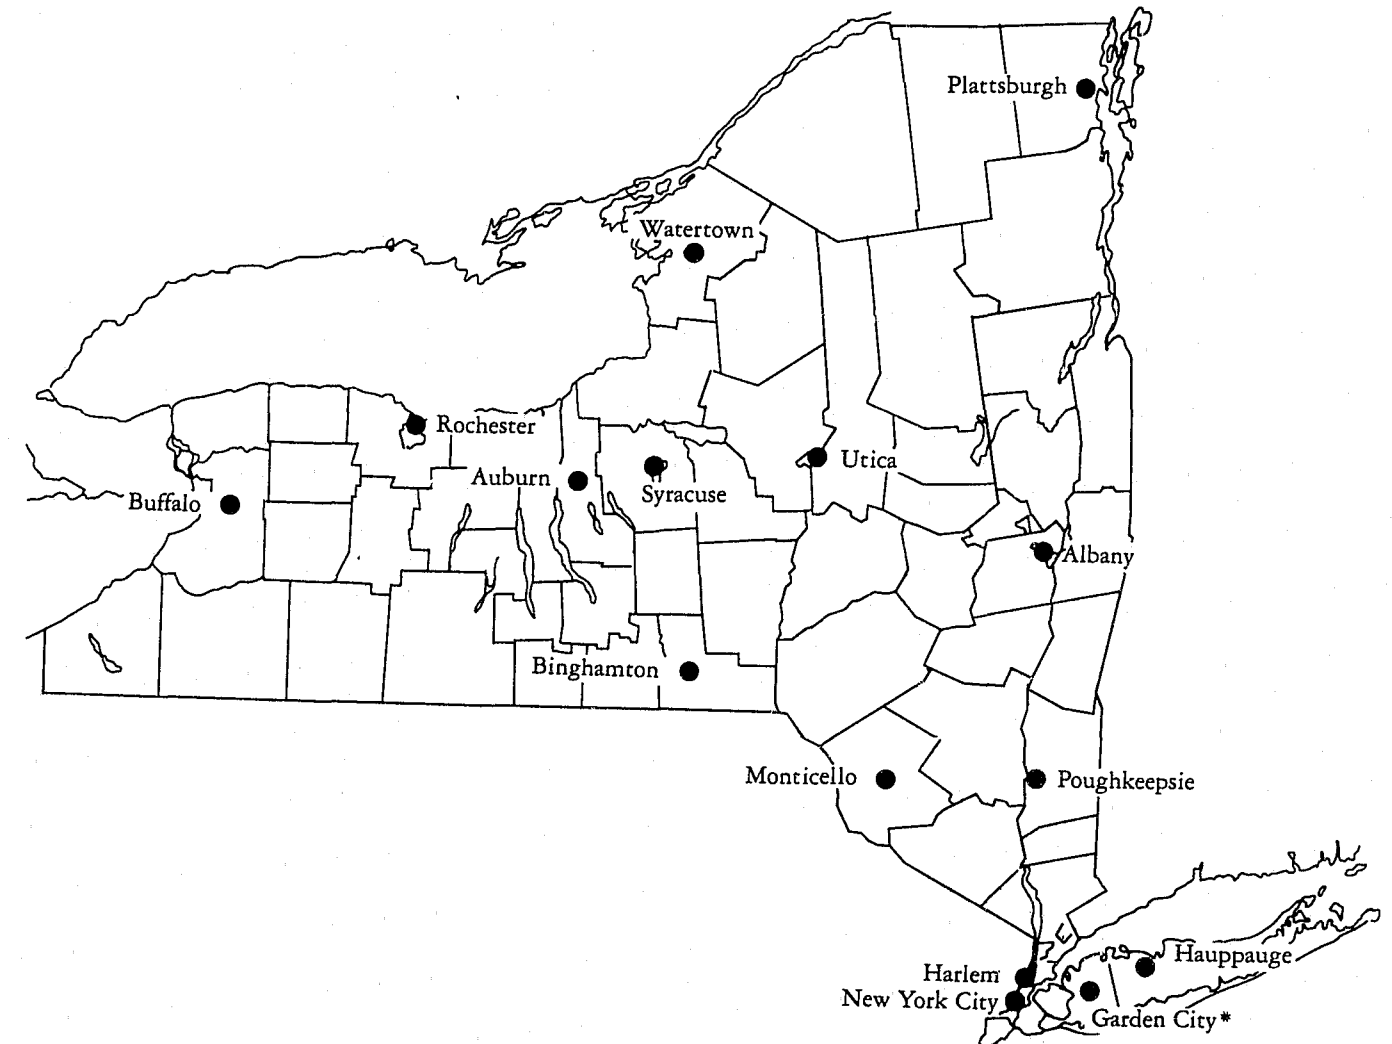 Plattsburgh
Watertown
Rochester
Auburn
Utica
Syracuse
Buffalo
Albany
Binghamton
Monticello
Poughkeepsie
Hauppauge
Harlem
New York City
Garden City*